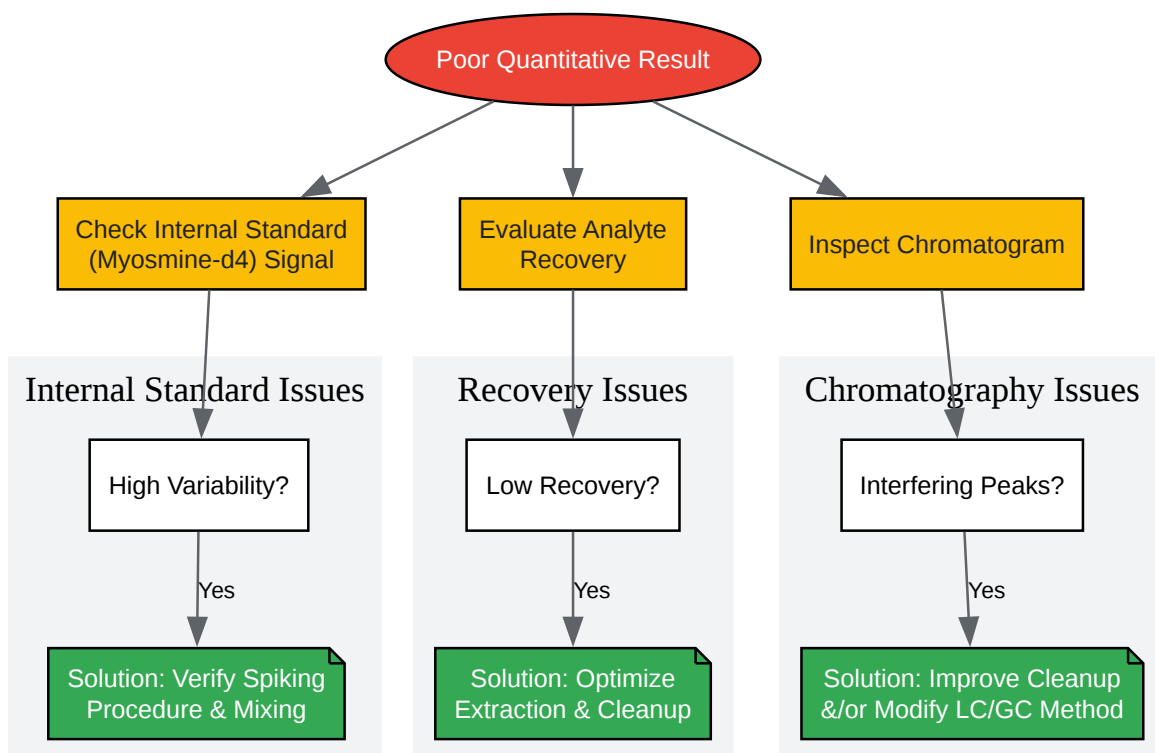 Poor Quantitative Result
Check Internal Standard
(Myosmine-d4) Signal
Evaluate Analyte
Recovery
Inspect Chromatogram
Internal Standard Issues
Recovery Issues
Chromatography Issues
High Variability?
Low Recovery?
Interfering Peaks?
Yes
Yes
Yes
Solution: Verify Spiking
Procedure & Mixing
Solution: Optimize
Extraction & Cleanup
Solution: Improve Cleanup
&/or Modify LC/GC Method